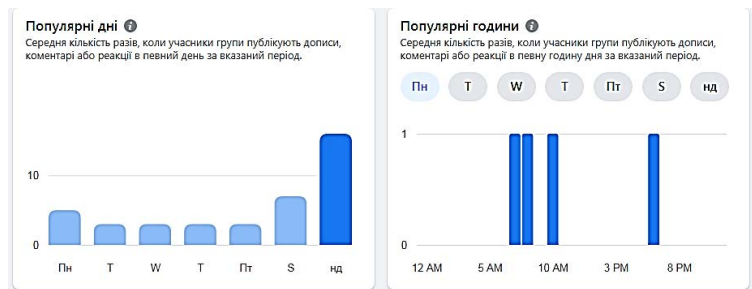 Популярні дні
Середня кількість разів, коли учасники групи публікують дописи,
коментарі або реакції в певний день за вказаний період.
10
0
Пн T W T Пт S нд
Популярні години
Середня кількість разів, коли учасники групи публікують дописи,
коментарі або реакції в певну годину дня за вказаний період.
Пн T W T Пт S нд
1
0
12 AM 5 AM 10 AM 3 PM 8 PM